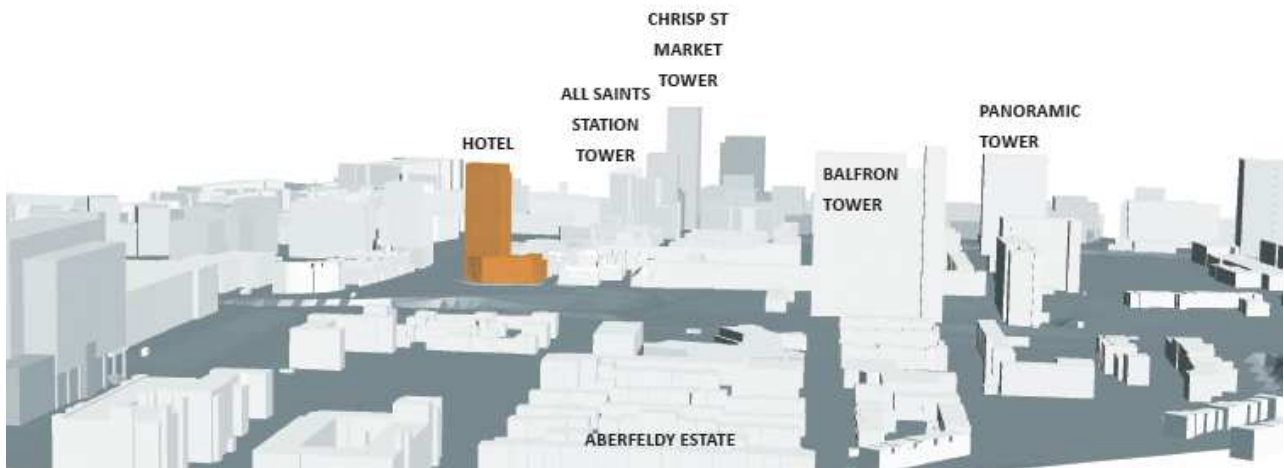 CHRISP ST
MARKET
TOWER
ALL SAINTS
STATION
TOWER
HOTEL
PANORAMIC
TOWER
BALFRON
TOWER
ABERFELDY ESTATE